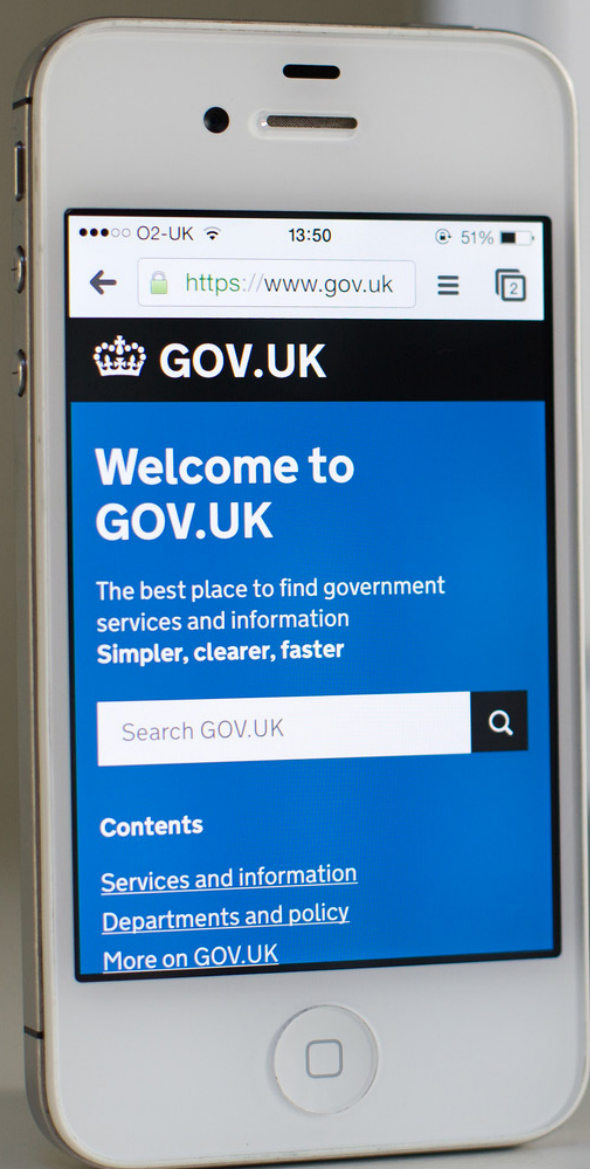 O2-UK 13:50 51%
https://www.gov.uk 2
GOV.UK
Welcome to
GOV.UK
The best place to find government
services and information
Simpler, clearer, faster
Search GOV.UK
Contents
Services and information
Departments and policy
More on GOV.UK